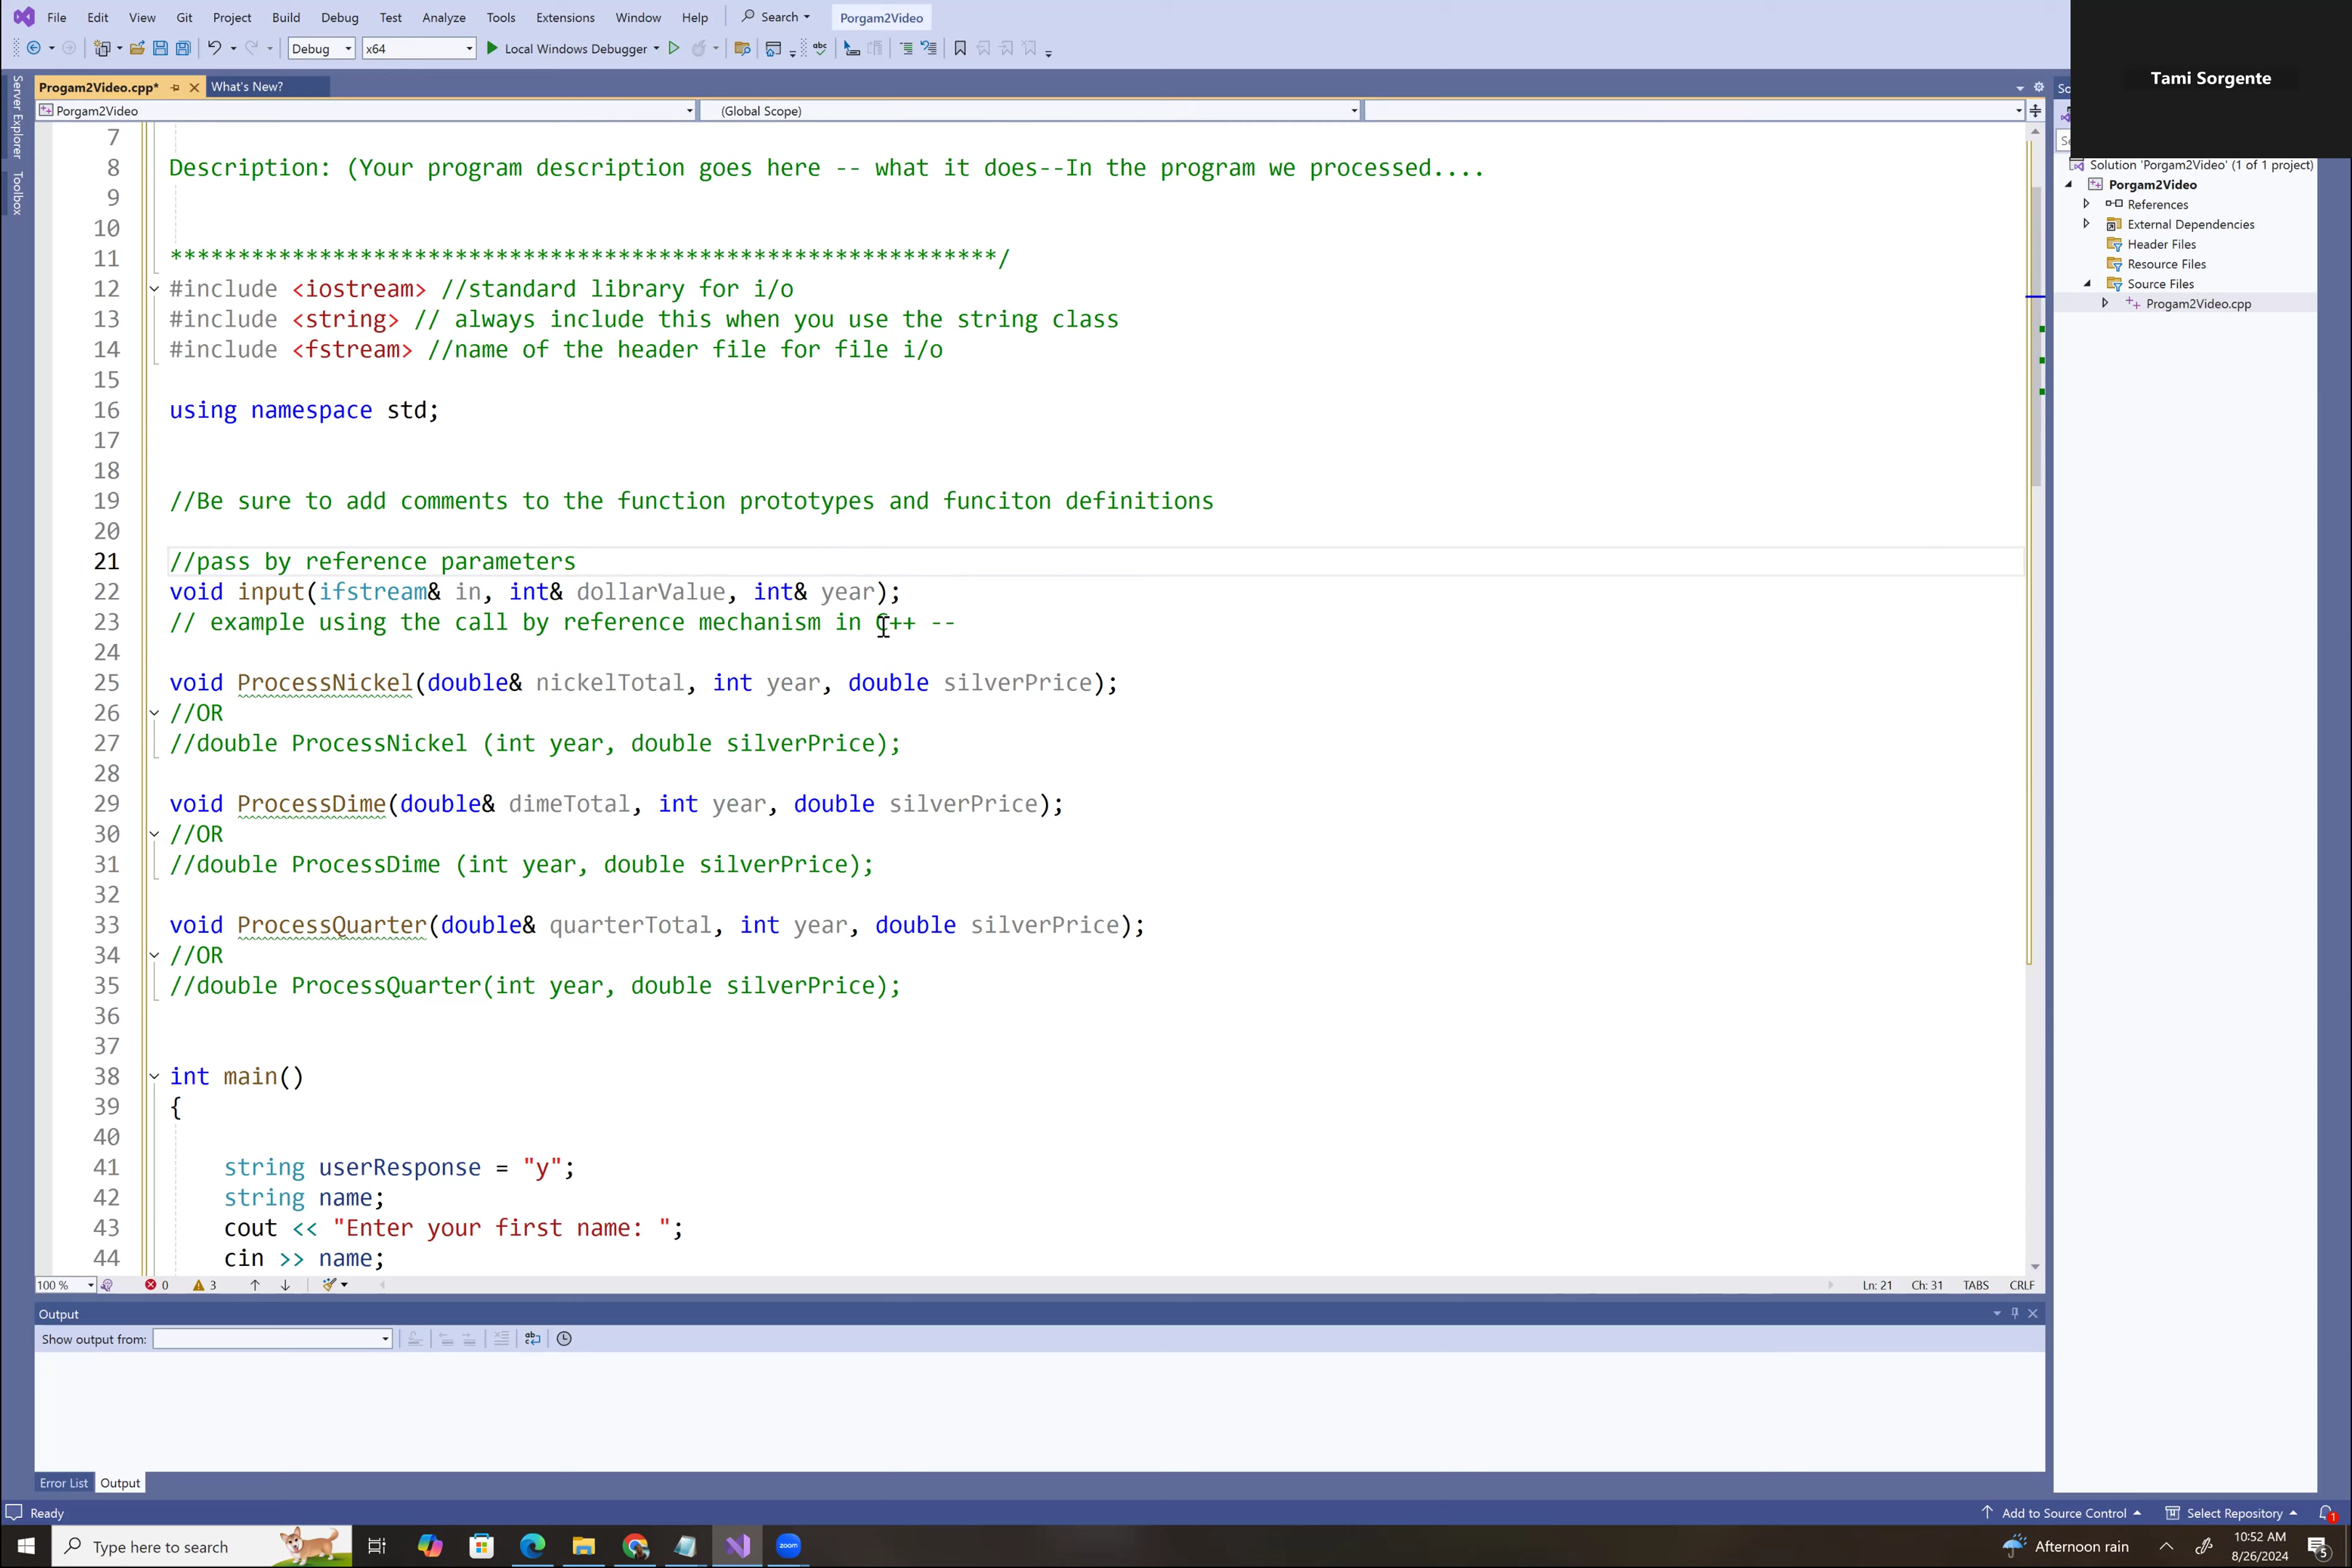 File Edit View Git Project Build Debug Test Analyze Tools Extensions Window Help Search Porgam2Video
Debug x64 Local Windows Debugger
Tami Sorgente
Server Explorer
Toolbox
Progam2Video.cpp* What's New?
Porgam2Video (Global Scope)
7
8 Description: (Your program description goes here -- what it does--In the program we processed....
9
10
11 *************************************************************/
12 #include <iostream> //standard library for i/o
13 #include <string> // always include this when you use the string class
14 #include <fstream> //name of the header file for file i/o
15
16 using namespace std;
17
18
19 //Be sure to add comments to the function prototypes and funciton definitions
20
21 //pass by reference parameters
22 void input(ifstream& in, int& dollarValue, int& year);
23 // example using the call by reference mechanism in C++ --
24
25 void ProcessNickel(double& nickelTotal, int year, double silverPrice);
26 //OR
27 //double ProcessNickel (int year, double silverPrice);
28
29 void ProcessDime(double& dimeTotal, int year, double silverPrice);
30 //OR
31 //double ProcessDime (int year, double silverPrice);
32
33 void ProcessQuarter(double& quarterTotal, int year, double silverPrice);
34 //OR
35 //double ProcessQuarter(int year, double silverPrice);
36
37
38 int main()
39 {
40
41 string userResponse = "y";
42 string name;
43 cout << "Enter your first name: ";
44 cin >> name;
100 % 0 3 Ln: 21 Ch: 31 TABS CRLF
Solution 'Porgam2Video' (1 of 1 project)
Porgam2Video
References
External Dependencies
Header Files
Resource Files
Source Files
Progam2Video.cpp
Output
Show output from:
Error List Output
Ready Add to Source Control Select Repository 1
Type here to search zoom Afternoon rain 10:52 AM
8/26/2024 5